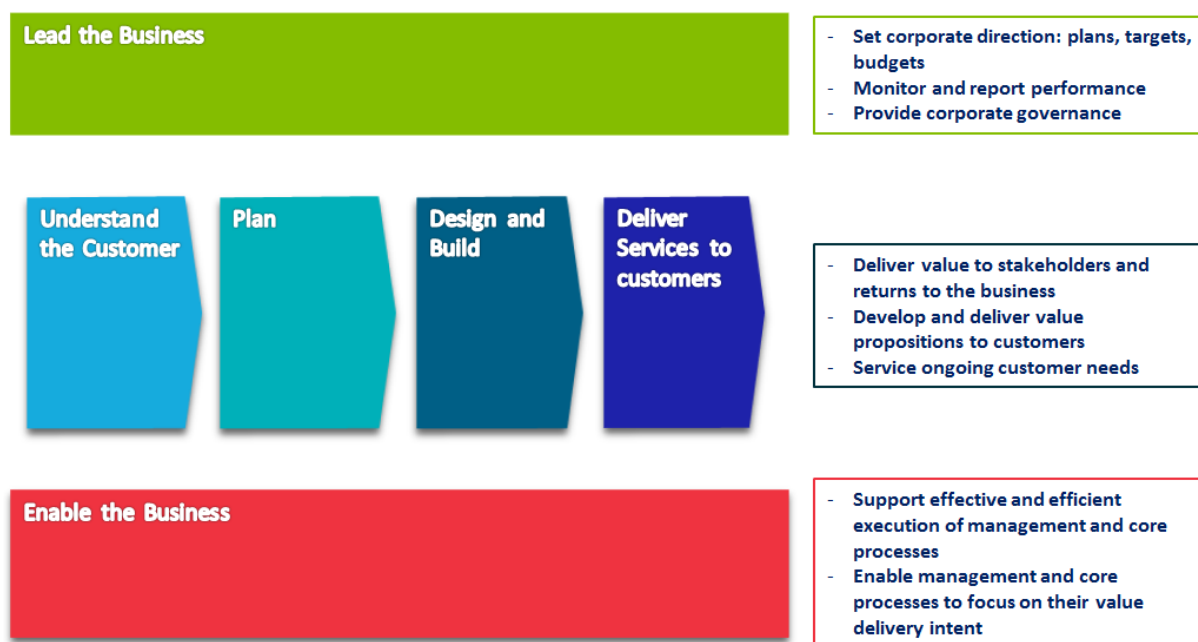 Lead the Business
- Set corporate direction: plans, targets,
budgets
- Monitor and report performance
- Provide corporate governance
Understand
the Customer
Plan
Design and
Build
Deliver
Services to
customers
- Deliver value to stakeholders and
returns to the business
- Develop and deliver value
propositions to customers
- Service ongoing customer needs
Enable the Business
- Support effective and efficient
execution of management and core
processes
- Enable management and core
processes to focus on their value
delivery intent